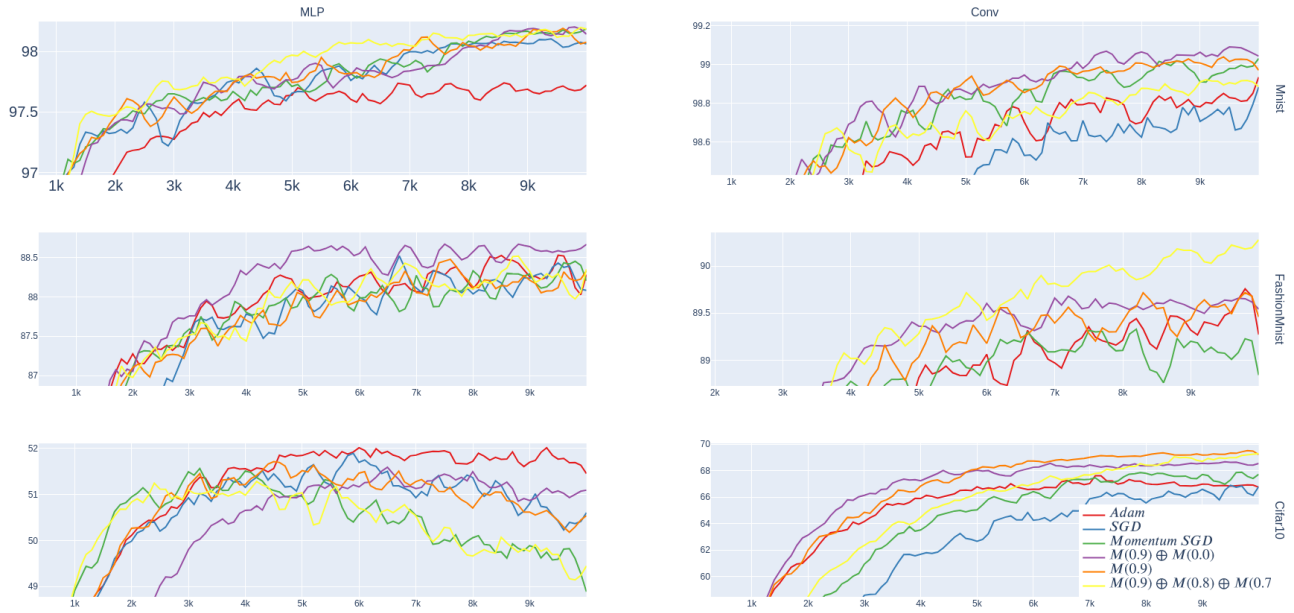 MLP
Conv
98
97.5
97
1k 2k 3k 4k 5k 6k 7k 8k 9k
99.2
99
98.8
98.6
1k 2k 3k 4k 5k 6k 7k 8k 9k
Mnist
88.5
88
87.5
87
1k 2k 3k 4k 5k 6k 7k 8k 9k
90
89.5
89
2k 3k 4k 5k 6k 7k 8k 9k
FashionMnist
52
51
50
49
1k 2k 3k 4k 5k 6k 7k 8k 9k
70
68
66
64
62
60
1k 2k 3k 4k 5k 6k 7k 8k 9k
Cifar10
Adam
SGD
Momentum SGD
M(0.9) ⊕ M(0.0)
M(0.9)
M(0.9) ⊕ M(0.8) ⊕ M(0.7